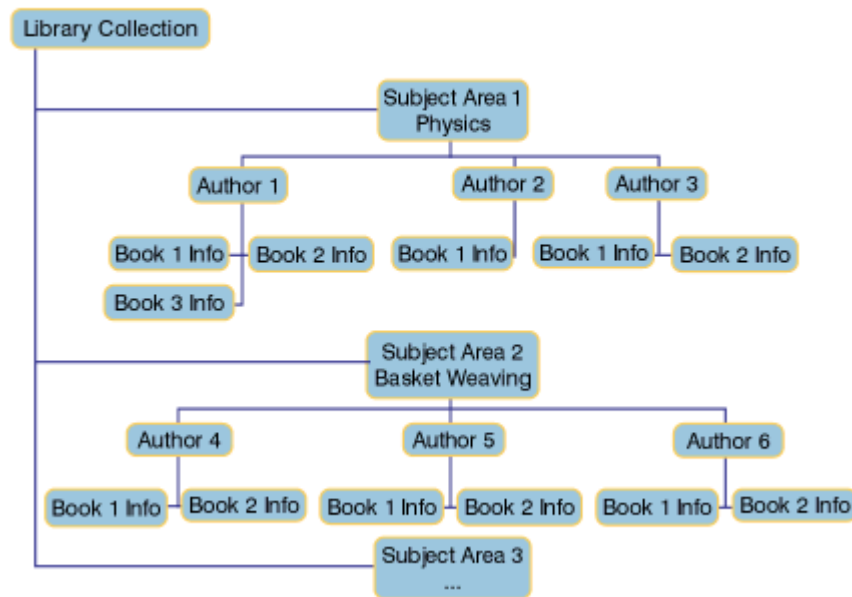 Library Collection
Subject Area 1
Physics
Author 1
Author 2
Author 3
Book 1 Info
Book 2 Info
Book 1 Info
Book 1 Info
Book 2 Info
Book 3 Info
Subject Area 2
Basket Weaving
Author 4
Author 5
Author 6
Book 1 Info
Book 2 Info
Book 1 Info
Book 2 Info
Book 1 Info
Book 2 Info
Subject Area 3
...